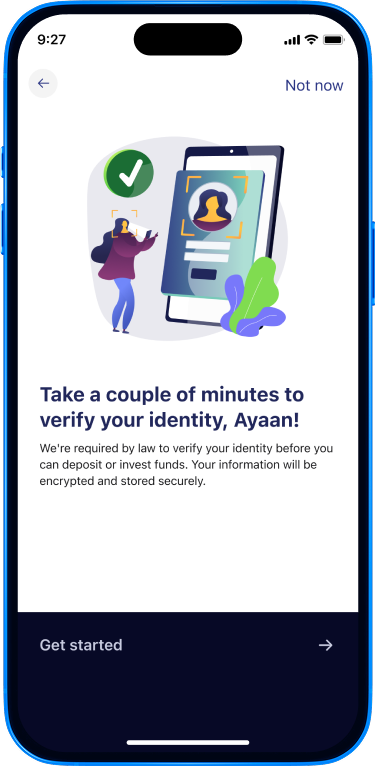 9:27
Not now
Take a couple of minutes to
verify your identity, Ayaan!
We're required by law to verify your identity before you
can deposit or invest funds. Your information will be
encrypted and stored securely.
Get started